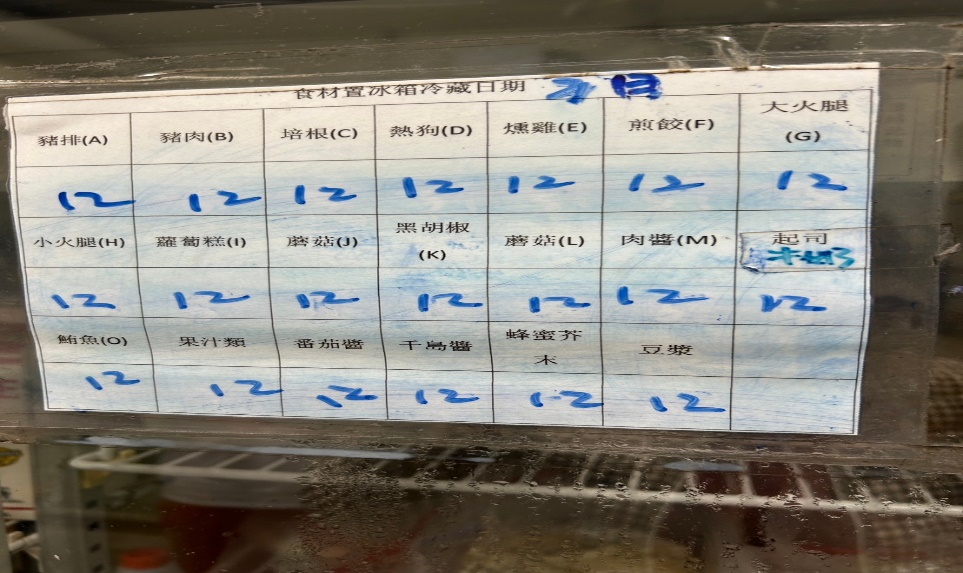 食材置冰箱冷藏日期 月
豬排(A) 豬肉(B) 培根(C) 熱狗(D) 燻雞(E) 煎餃(F) 大火腿(G)
12 12 12 12 12 12 12
小火腿(H) 蘿蔔糕(I) 蘑菇(J) 黑胡椒(K) 蘑菇(L) 肉醬(M) 起司
12 12 12 12 12 12 12
鮪魚(O) 果汁類 番茄醬 千島醬 蜂蜜芥末 豆漿
12 12 12 12 12 12